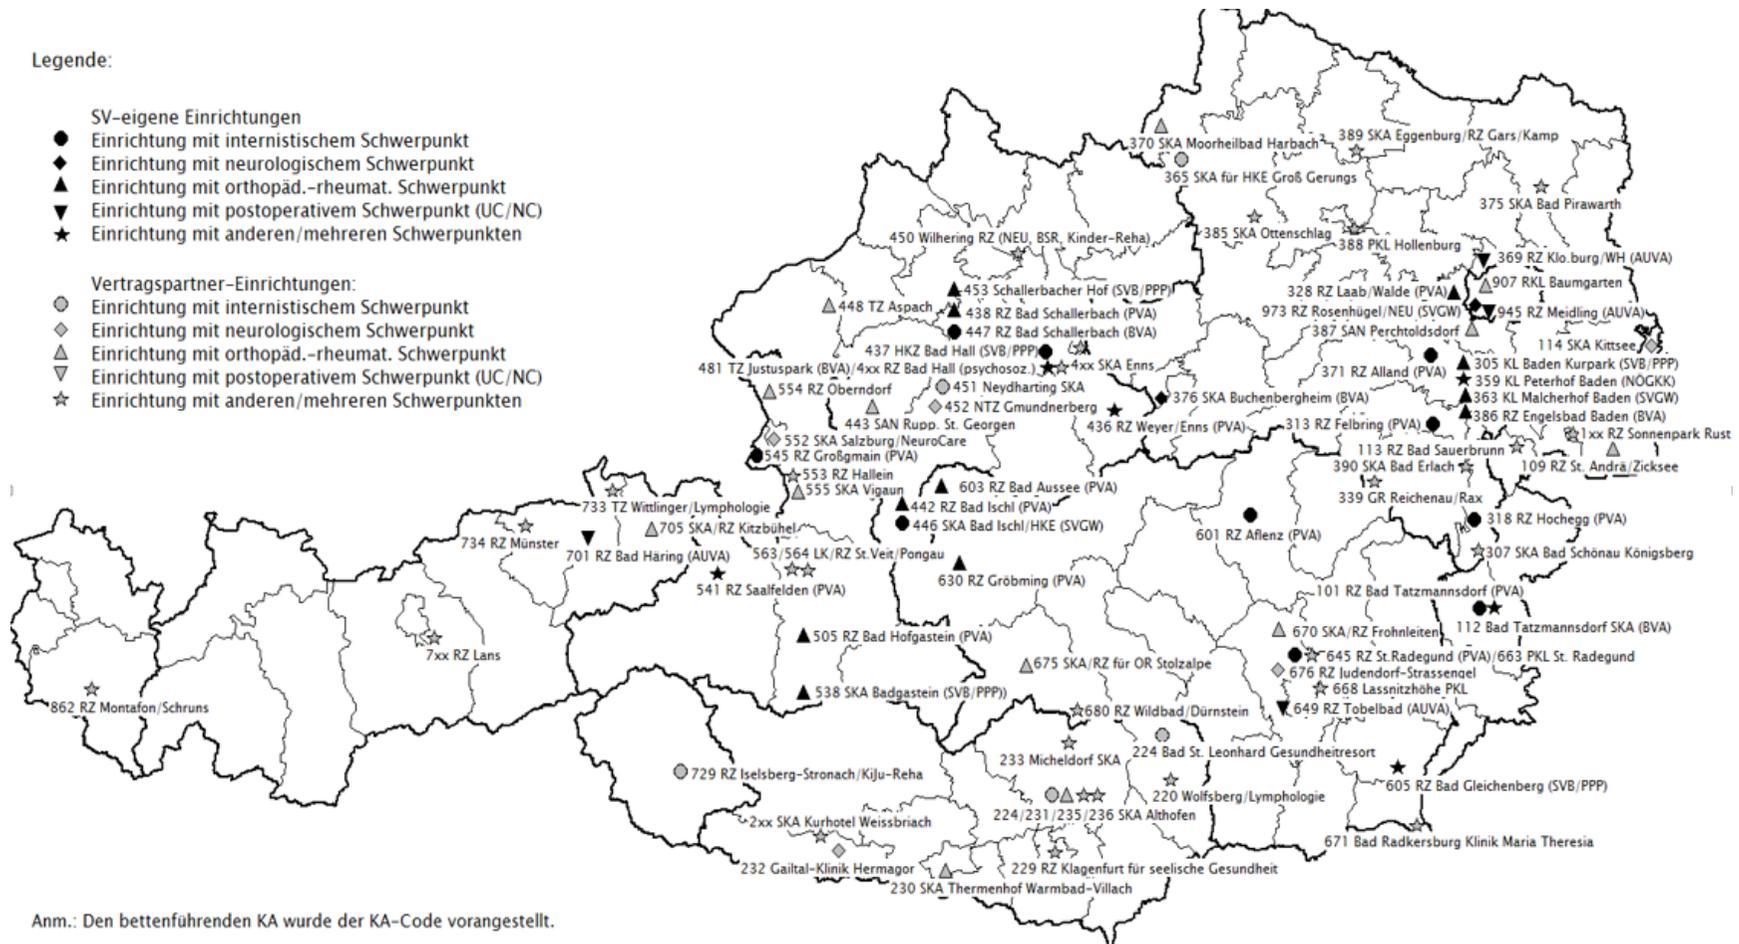 Legende:
SV-eigene Einrichtungen
Einrichtung mit internistischem Schwerpunkt
Einrichtung mit neurologischem Schwerpunkt
Einrichtung mit orthopäd.-rheumat. Schwerpunkt
Einrichtung mit postoperativem Schwerpunkt (UC/NC)
Einrichtung mit anderen/mehreren Schwerpunkten
Vertragspartner-Einrichtungen:
Einrichtung mit internistischem Schwerpunkt
Einrichtung mit neurologischem Schwerpunkt
Einrichtung mit orthopäd.-rheumat. Schwerpunkt
Einrichtung mit postoperativem Schwerpunkt (UC/NC)
Einrichtung mit anderen/mehreren Schwerpunkten
370 SKA Moorheilbad Harbach
389 SKA Eggenburg/RZ Gars/Kamp
365 SKA für HKE Groß Gerungs
375 SKA Bad Pirawarth
385 SKA Ottenschlag
388 PKL Hollenburg
450 Wilhering RZ (NEU, BSR, Kinder-Reha)
369 RZ Klo.burg/WH (AUVA)
907 RKL Baumgarten
453 Schallerbacher Hof (SVB/PPP)
328 RZ Laab/Walde (PVA)
448 TZ Aspach
438 RZ Bad Schallerbach (PVA)
973 RZ Rosenhügel/NEU (SVGW)
945 RZ Meidling (AUVA)
447 RZ Bad Schallerbach (BVA)
387 SAN Perchtoldsdorf
114 SKA Kittsee
437 HKZ Bad Hall (SVB/PPP)
481 TZ Justuspark (BVA)/4xx RZ Bad Hall (psychosoz.)
4xx SKA Enns
371 RZ Alland (PVA)
305 KL Baden Kurpark (SVB/PPP)
359 KL Peterhof Baden (NÖGKK)
554 RZ Oberndorf
451 Neydharting SKA
376 SKA Buchenbergheim (BVA)
363 KL Malcherhof Baden (SVGW)
452 NTZ Gmundnerberg
386 RZ Engelsbad Baden (BVA)
443 SAN Rupp. St. Georgen
436 RZ Weyer/Enns (PVA)
313 RZ Felbring (PVA)
1xx RZ Sonnenpark Rust
552 SKA Salzburg/NeuroCare
545 RZ Großgmain (PVA)
113 RZ Bad Sauerbrunn
390 SKA Bad Erlach
109 RZ St. Andrä/Zicksee
553 RZ Hallein
555 SKA Vigaun
603 RZ Bad Aussee (PVA)
339 GR Reichenau/Rax
733 TZ Wittlinger/Lymphologie
442 RZ Bad Ischl (PVA)
446 SKA Bad Ischl/HKE (SVGW)
318 RZ Hochegg (PVA)
705 SKA/RZ Kitzbühel
601 RZ Aflenz (PVA)
734 RZ Münster
701 RZ Bad Häring (AUVA)
563/564 LK/RZ St.Veit/Pongau
307 SKA Bad Schönau Königsberg
630 RZ Gröbming (PVA)
541 RZ Saalfelden (PVA)
101 RZ Bad Tatzmannsdorf (PVA)
112 Bad Tatzmannsdorf SKA (BVA)
505 RZ Bad Hofgastein (PVA)
670 SKA/RZ Frohnleiten
7xx RZ Lans
675 SKA/RZ für OR Stolzalpe
645 RZ St.Radegund (PVA)/663 PKL St. Radegund
676 RZ Judendorf-Strassengel
538 SKA Badgastein (SVB/PPP))
668 Lassnitzhöhe PKL
862 RZ Montafon/Schruns
680 RZ Wildbad/Dürnstein
649 RZ Tobelbad (AUVA)
224 Bad St. Leonhard Gesundheitresort
233 Micheldorf SKA
729 RZ Iselsberg-Stronach/KiJu-Reha
605 RZ Bad Gleichenberg (SVB/PPP)
220 Wolfsberg/Lymphologie
224/231/235/236 SKA Althofen
2xx SKA Kurhotel Weissbriach
671 Bad Radkersburg Klinik Maria Theresia
232 Gailtal-Klinik Hermagor
229 RZ Klagenfurt für seelische Gesundheit
230 SKA Thermenhof Warmbad-Villach
Anm.: Den bettenführenden KA wurde der KA-Code vorangestellt.